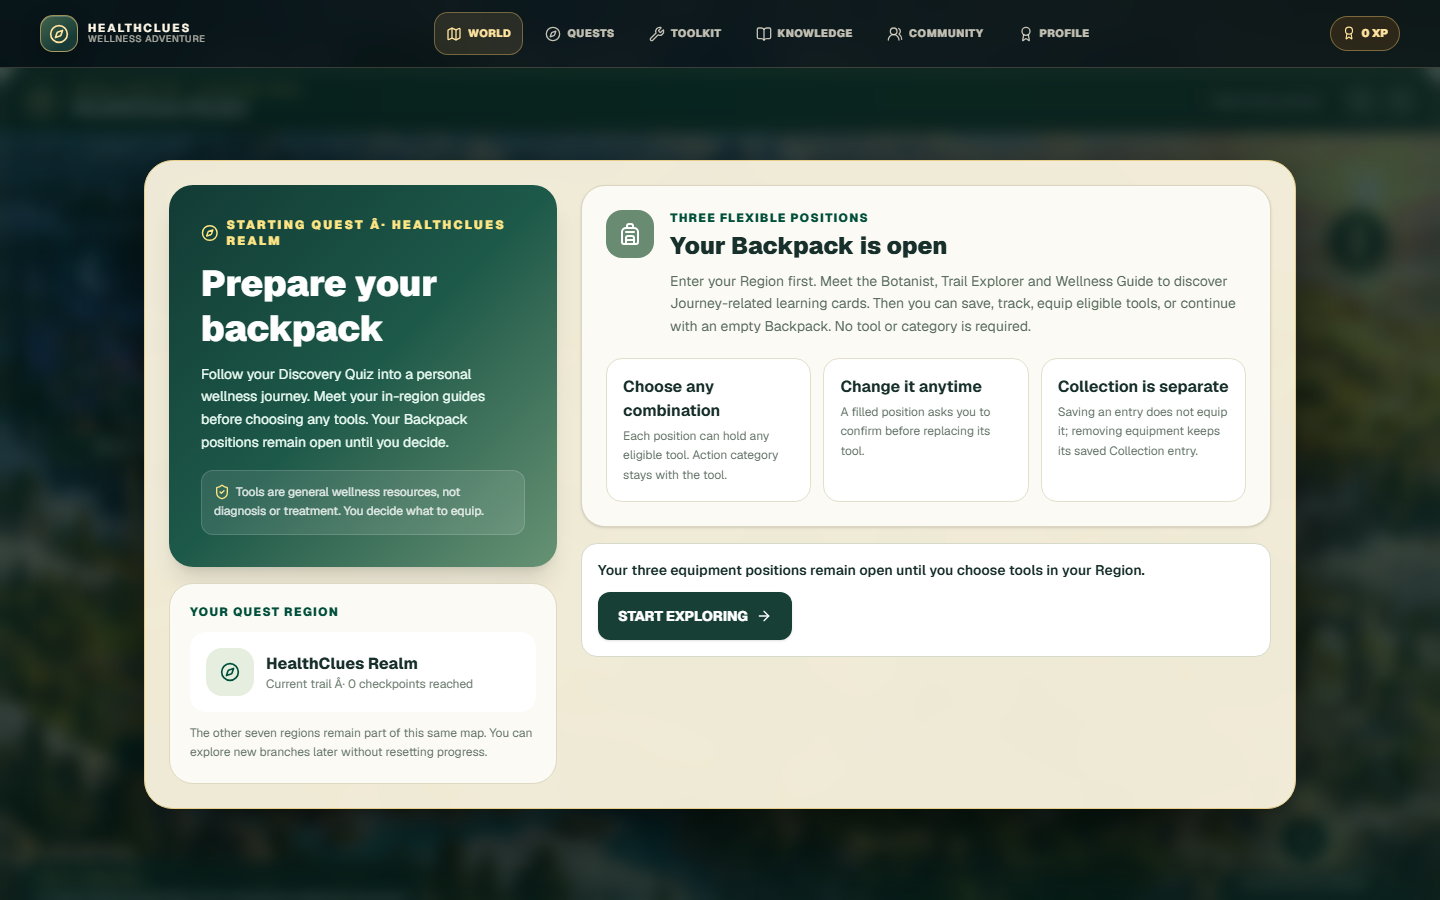 HEALTHCLUES
WELLNESS ADVENTURE
WORLD
QUESTS
TOOLKIT
KNOWLEDGE
COMMUNITY
PROFILE
0 XP
STARTING QUEST Â· HEALTHCLUES
REALM
Prepare your
backpack
Follow your Discovery Quiz into a personal
wellness journey. Meet your in-region guides
before choosing any tools. Your Backpack
positions remain open until you decide.
Tools are general wellness resources, not
diagnosis or treatment. You decide what to equip.
YOUR QUEST REGION
HealthClues Realm
Current trail Â· 0 checkpoints reached
The other seven regions remain part of this same map. You can
explore new branches later without resetting progress.
THREE FLEXIBLE POSITIONS
Your Backpack is open
Enter your Region first. Meet the Botanist, Trail Explorer and Wellness Guide to discover
Journey-related learning cards. Then you can save, track, equip eligible tools, or continue
with an empty Backpack. No tool or category is required.
Choose any
combination
Each position can hold any
eligible tool. Action category
stays with the tool.
Change it anytime
A filled position asks you to
confirm before replacing its
tool.
Collection is separate
Saving an entry does not equip
it; removing equipment keeps
its saved Collection entry.
Your three equipment positions remain open until you choose tools in your Region.
START EXPLORING